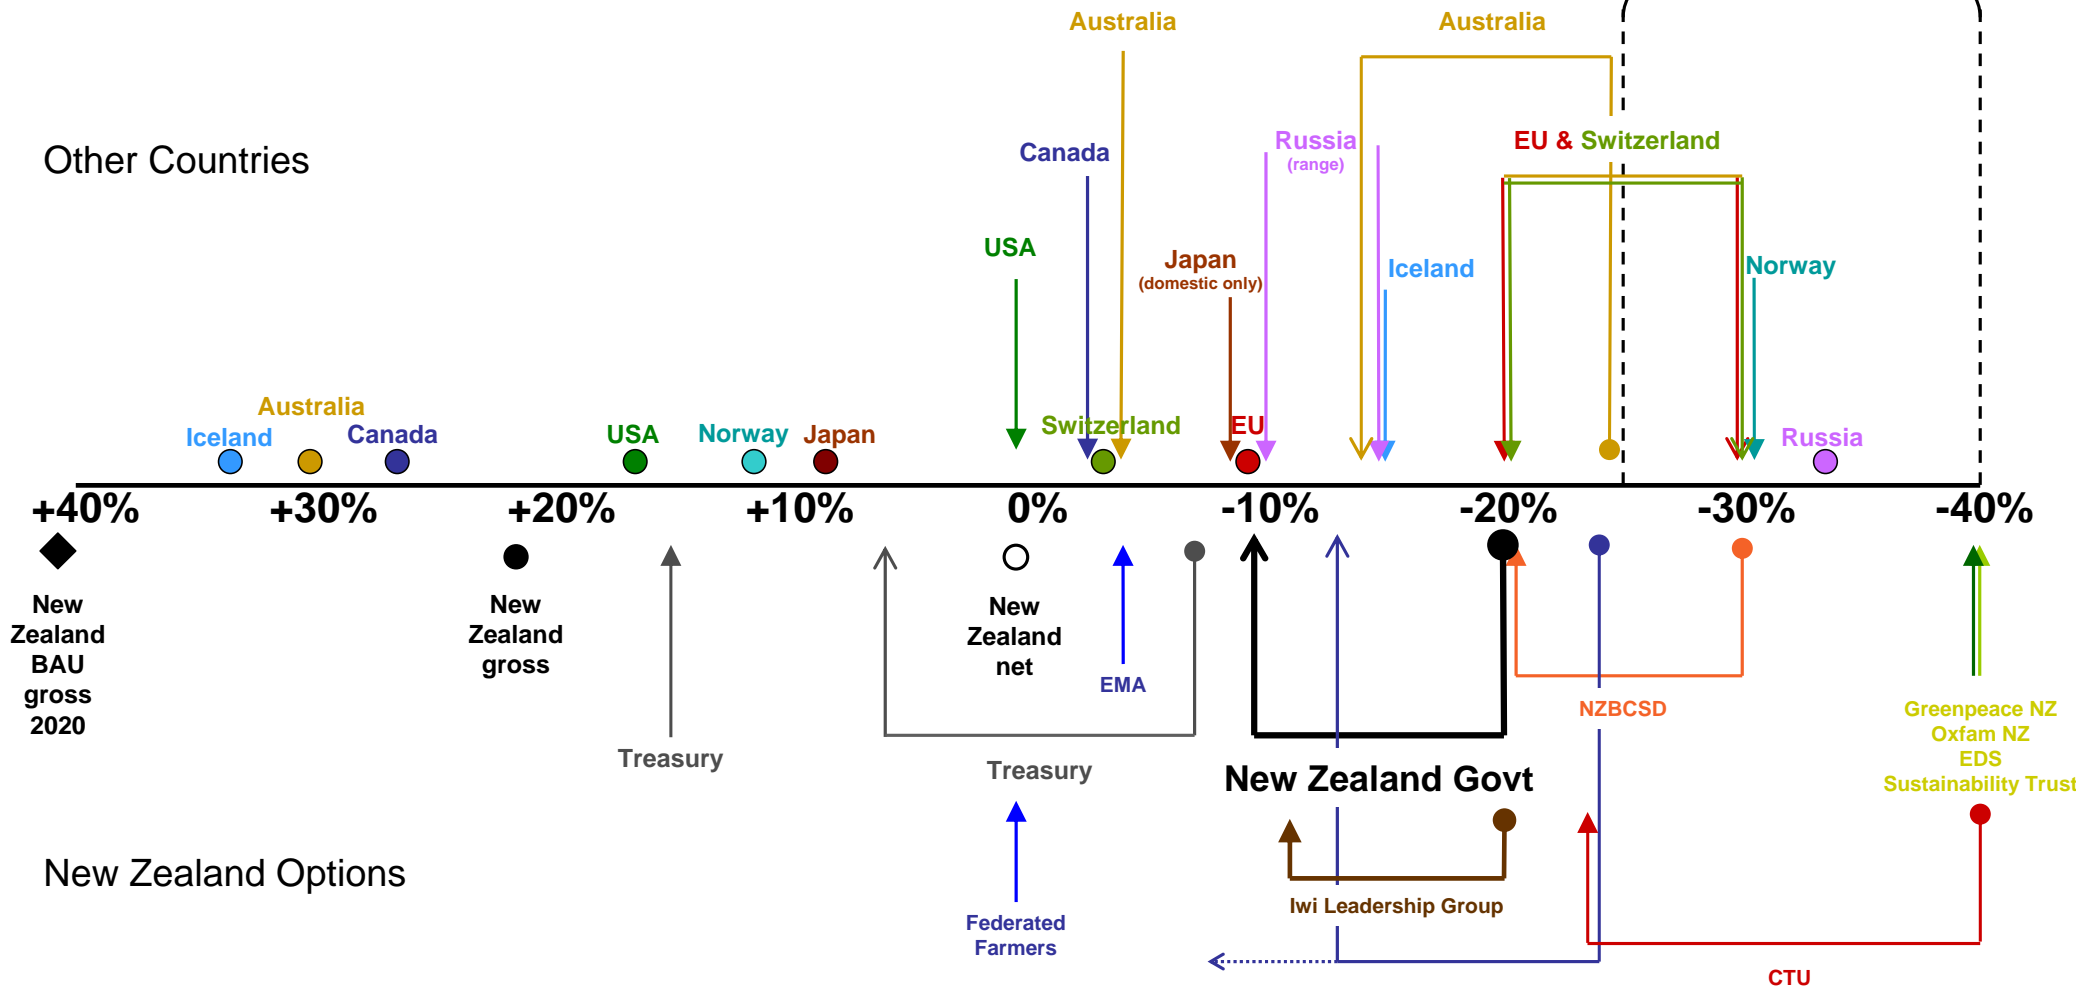 Australia
Australia
Other Countries
Canada
Russia
(range)
EU & Switzerland
USA
Japan
(domestic only)
Iceland
Norway
Iceland
Australia
Canada
USA
Norway
Japan
Switzerland
EU
Russia
+40%
+30%
+20%
+10%
0%
-10%
-20%
-30%
-40%
New
Zealand
BAU
gross
2020
New
Zealand
gross
New
Zealand
net
EMA
Treasury
Treasury
New Zealand Govt
NZBCSD
Greenpeace NZ
Oxfam NZ
EDS
Sustainability Trust
New Zealand Options
Federated
Farmers
Iwi Leadership Group
CTU